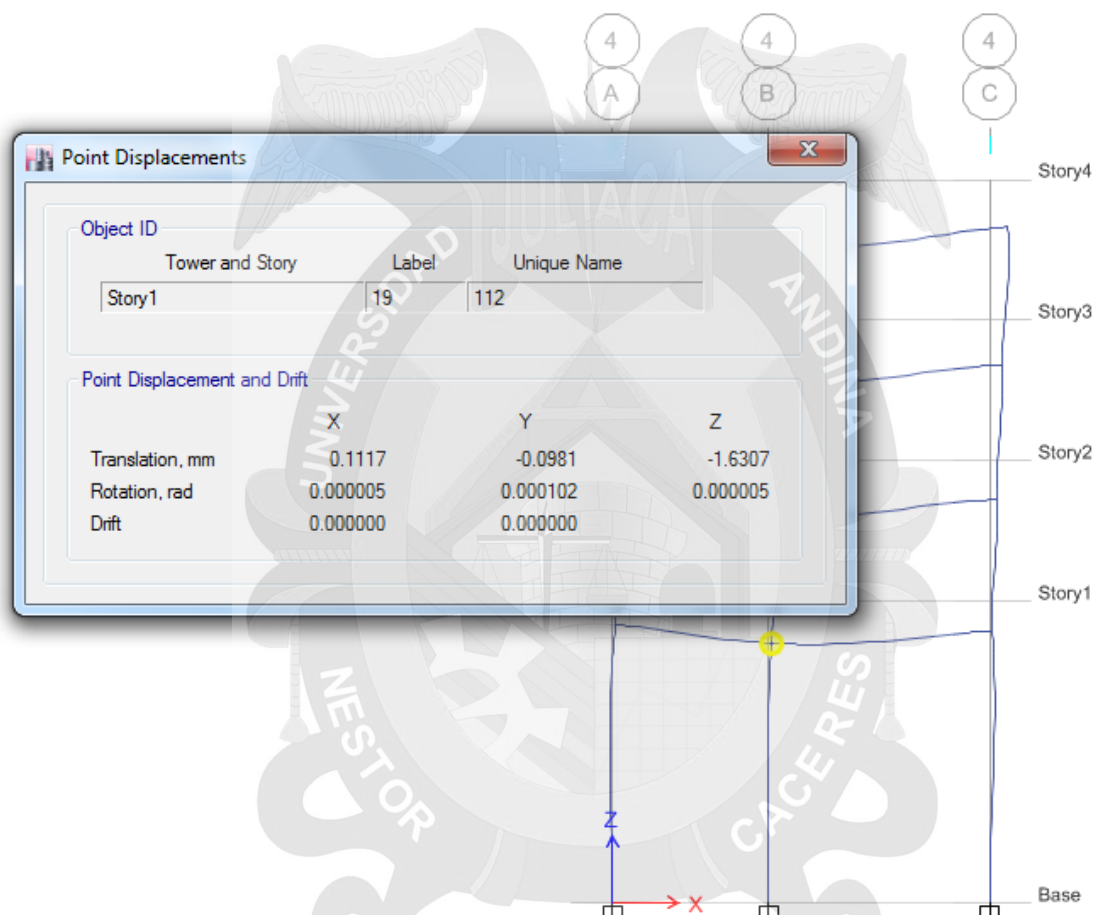 4 4 4
A B C
Point Displacements
Story4
Object ID
Tower and Story Label Unique Name
Story1 19 112
Story3
Point Displacement and Drift
X Y Z
Translation, mm 0.1117 -0.0981 -1.6307
Story2
Rotation, rad 0.000005 0.000102 0.000005
Drift 0.000000 0.000000
Story1
Z
X
Base
UNIVERSIDAD
ANDINA
JULIACA
NESTOR
CACERES